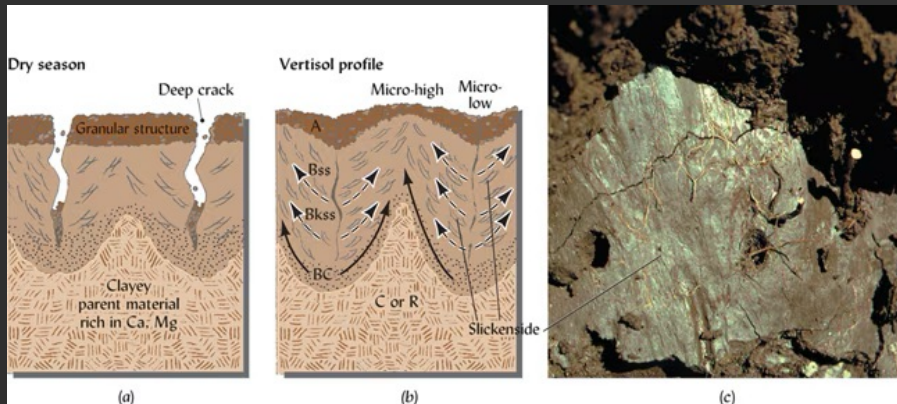 Dry season
Deep crack
Granular structure
Clayey
parent material
rich in Ca, Mg
(a)
Vertisol profile
Micro-high
Micro-
low
A
Bss
Bkss
BC
C or R
Slickenside
(b)
(c)